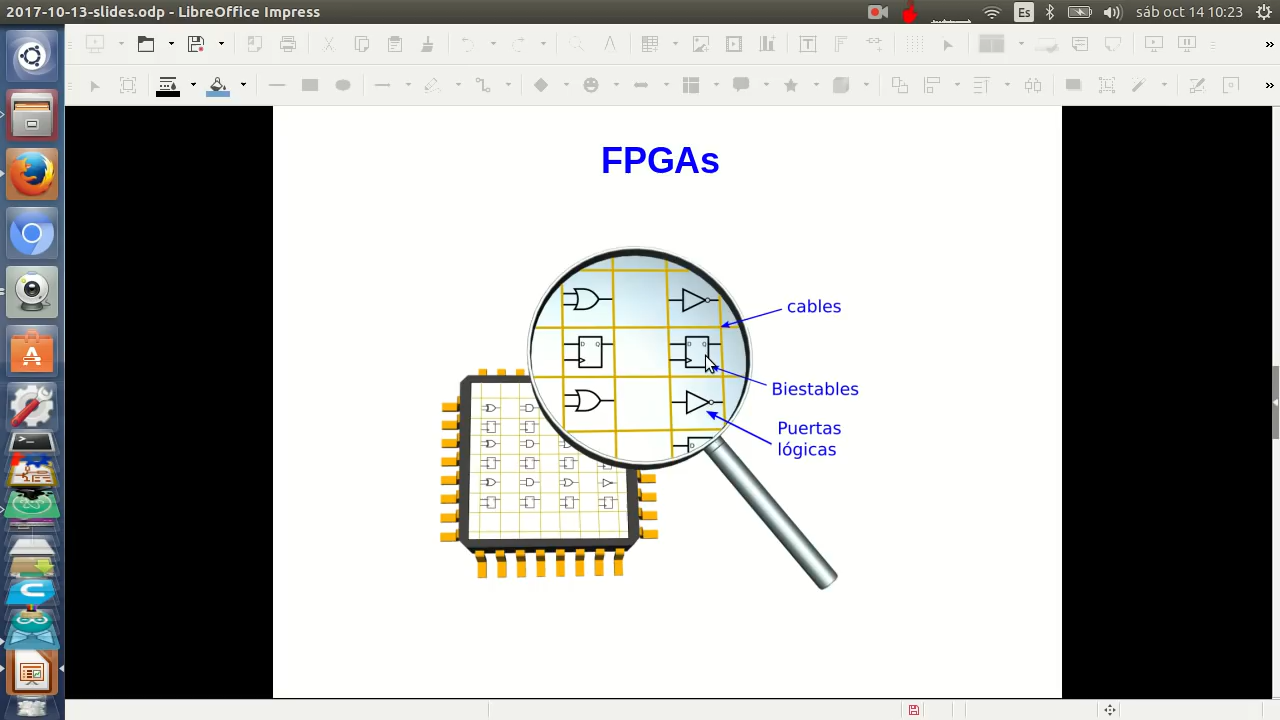 2017-10-13-slides.odp - LibreOffice Impress
Es
sáb oct 14 10:23
FPGAs
cables
Biestables
Puertas
lógicas